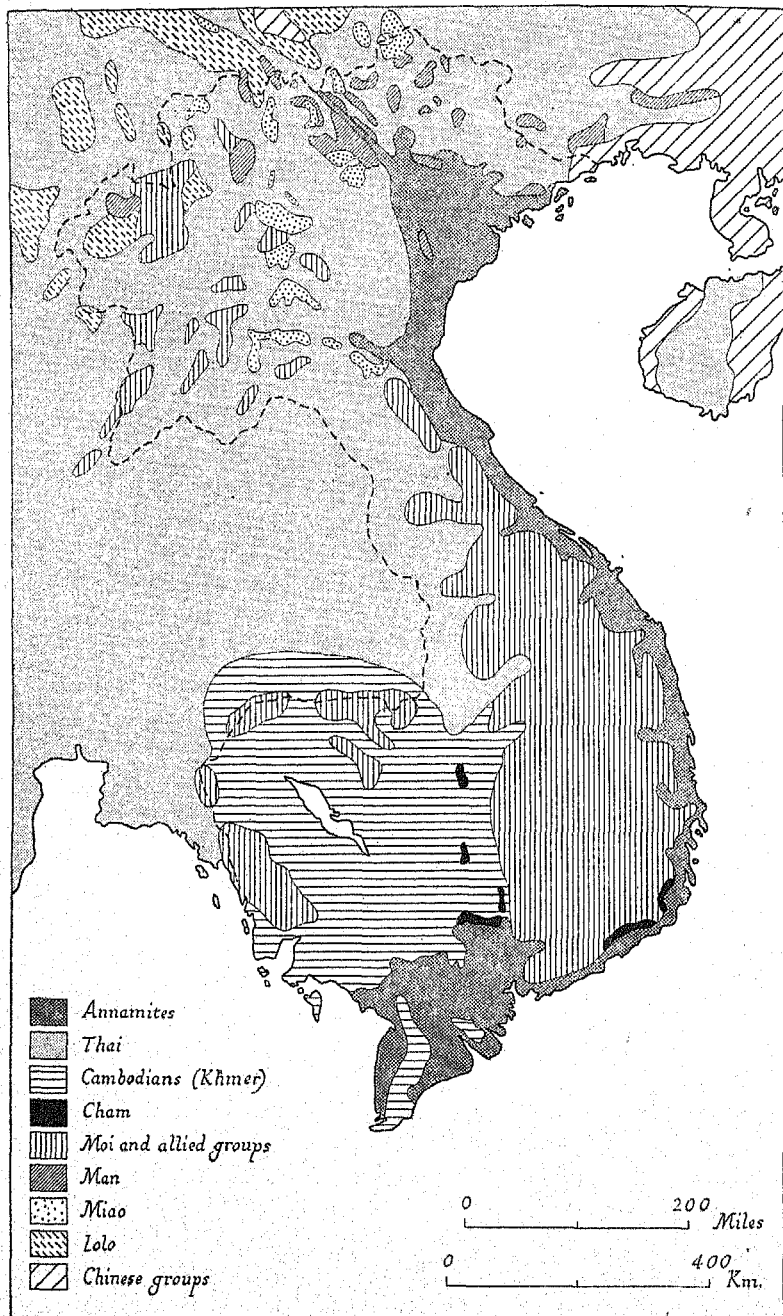 Annamites
Thai
Cambodians (Khmer)
Cham
Moi and allied groups
Man
Miao
Lolo
Chinese groups
0 200 Miles
0 400 Km.